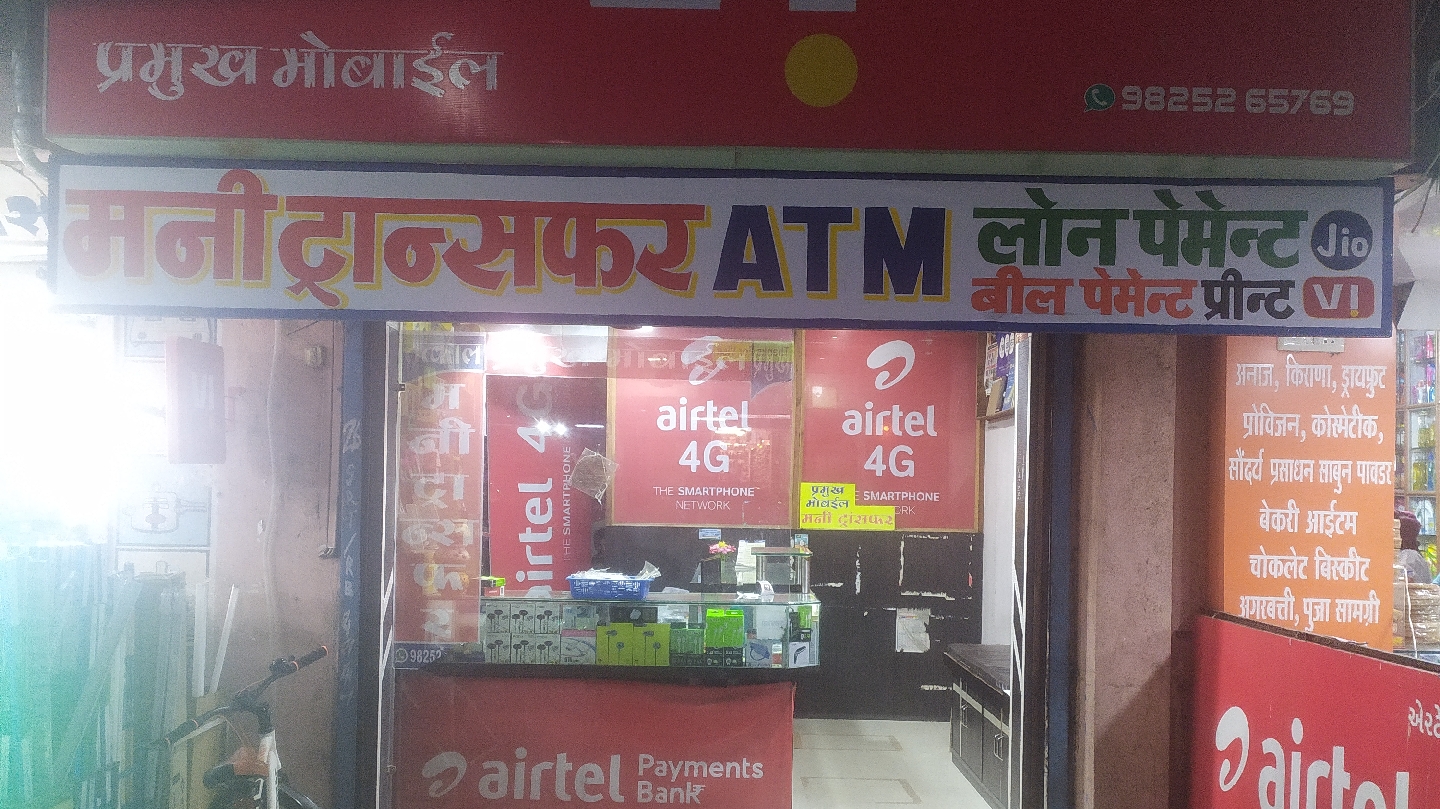 प्रमुख मोबाईल
98252 65769
मनी ट्रान्सफर ATM
लोन पेमेन्ट Jio
बील पेमेन्ट प्रीन्ट VI
airtel
4G
THE SMARTPHONE
NETWORK
airtel
4G
SMARTPHONE
airtel 4G
THE SMARTPHONE
प्रमुख
मोबाईल
मनी ट्रांसफर
98252
airtel Payments
Bank
अनाज, किराणा, ड्रायफ्रुट
प्रोविजन, कोस्मेटीक,
सौंदर्य प्रसाधन साबुन पावडर
बेकरी आईटम
चोकलेट बिस्कीट
अगरबत्ती, पुजा सामग्री
airtel